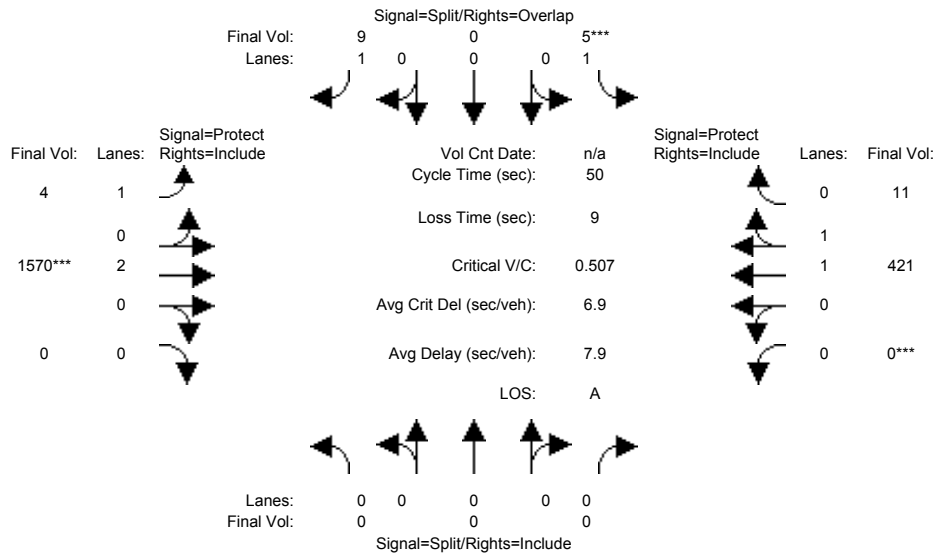 Signal=Split/Rights=Overlap
Final Vol: 9 0 5***
Lanes: 1 0 0 0 1
Signal=Protect
Final Vol: Lanes: Rights=Include
Vol Cnt Date: n/a
Signal=Protect
Rights=Include Lanes: Final Vol:
Cycle Time (sec): 50
4 1
0 11
Loss Time (sec): 9
0
1
1570*** 2
Critical V/C: 0.507
1 421
0
Avg Crit Del (sec/veh): 6.9
0
0 0
Avg Delay (sec/veh): 7.9
0 0***
LOS: A
Lanes: 0 0 0 0 0
Final Vol: 0 0 0
Signal=Split/Rights=Include